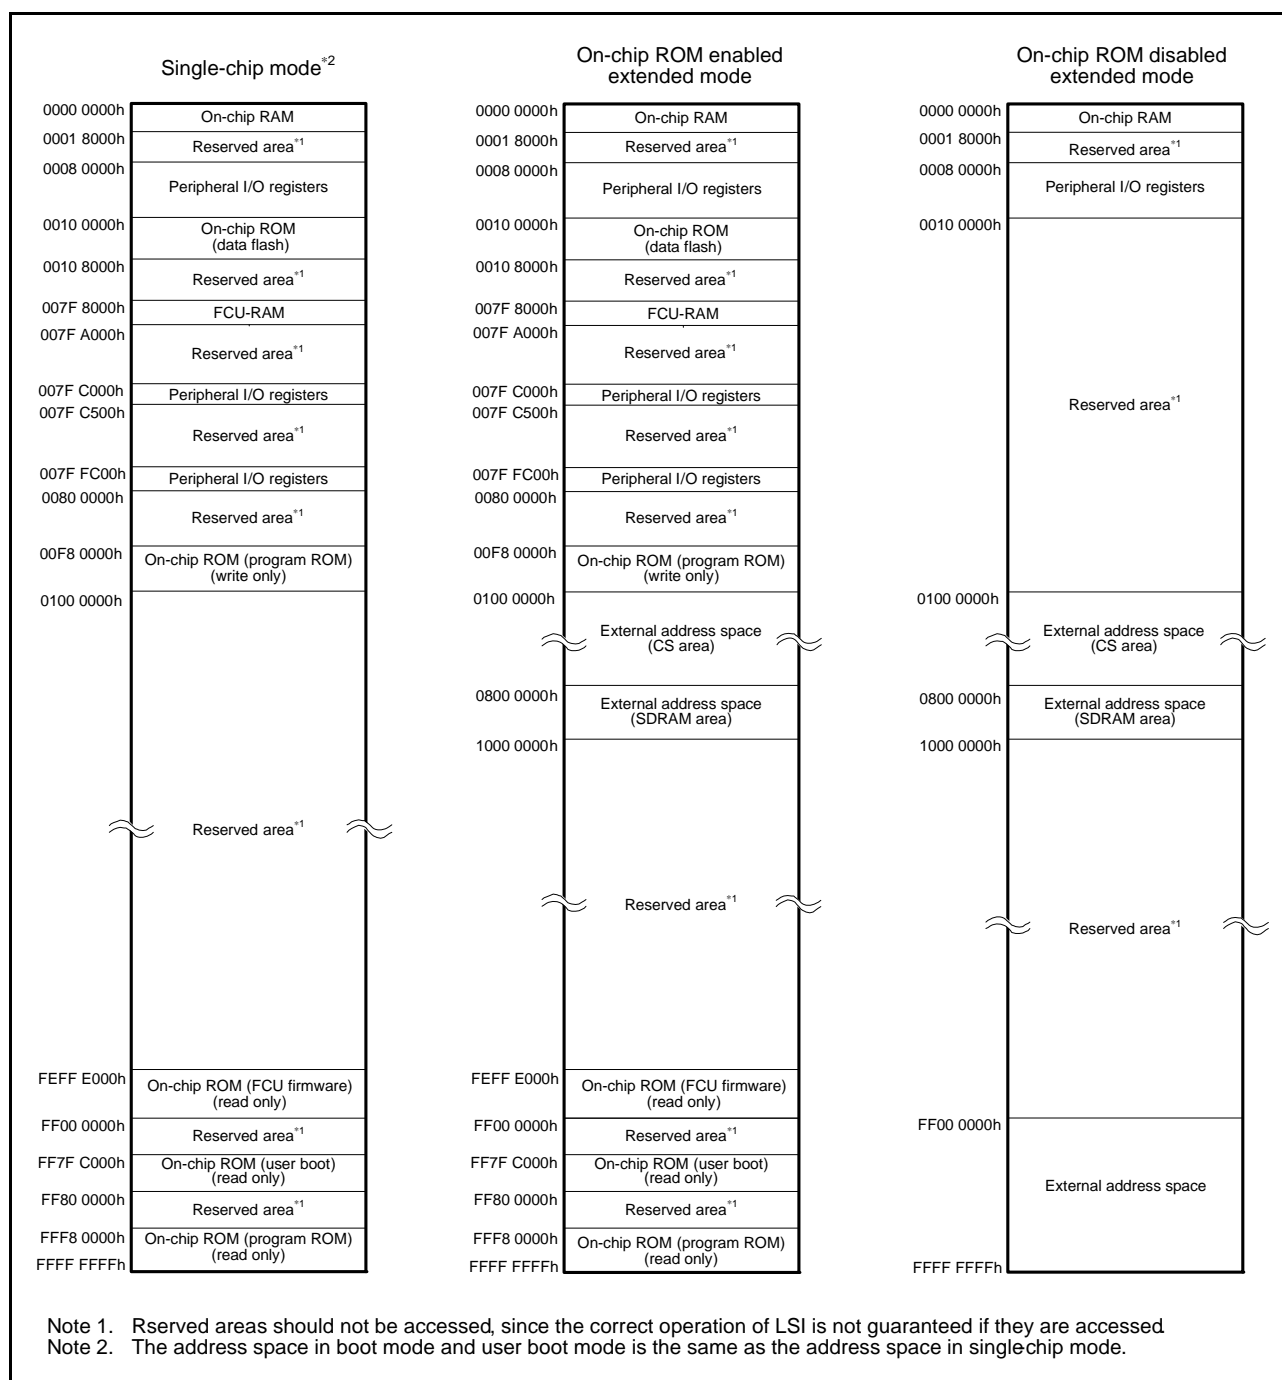 Single-chip mode*2
0000 0000h
On-chip RAM
0001 8000h
Reserved area*1
0008 0000h
Peripheral I/O registers
0010 0000h
On-chip ROM
(data flash)
0010 8000h
Reserved area*1
007F 8000h
FCU-RAM
007F A000h
Reserved area*1
007F C000h
Peripheral I/O registers
007F C500h
Reserved area*1
007F FC00h
Peripheral I/O registers
0080 0000h
Reserved area*1
00F8 0000h
On-chip ROM (program ROM)
(write only)
0100 0000h
Reserved area*1
FEFF E000h
On-chip ROM (FCU firmware)
(read only)
FF00 0000h
Reserved area*1
FF7F C000h
On-chip ROM (user boot)
(read only)
FF80 0000h
Reserved area*1
FFF8 0000h
On-chip ROM (program ROM)
(read only)
FFFF FFFFh
On-chip ROM enabled
extended mode
0000 0000h
On-chip RAM
0001 8000h
Reserved area*1
0008 0000h
Peripheral I/O registers
0010 0000h
On-chip ROM
(data flash)
0010 8000h
Reserved area*1
007F 8000h
FCU-RAM
007F A000h
Reserved area*1
007F C000h
Peripheral I/O registers
007F C500h
Reserved area*1
007F FC00h
Peripheral I/O registers
0080 0000h
Reserved area*1
00F8 0000h
On-chip ROM (program ROM)
(write only)
0100 0000h
External address space
(CS area)
0800 0000h
External address space
(SDRAM area)
1000 0000h
Reserved area*1
FEFF E000h
On-chip ROM (FCU firmware)
(read only)
FF00 0000h
Reserved area*1
FF7F C000h
On-chip ROM (user boot)
(read only)
FF80 0000h
Reserved area*1
FFF8 0000h
On-chip ROM (program ROM)
(read only)
FFFF FFFFh
On-chip ROM disabled
extended mode
0000 0000h
On-chip RAM
0001 8000h
Reserved area*1
0008 0000h
Peripheral I/O registers
0010 0000h
Reserved area*1
0100 0000h
External address space
(CS area)
0800 0000h
External address space
(SDRAM area)
1000 0000h
Reserved area*1
FF00 0000h
External address space
FFFF FFFFh
Note 1. Rserved areas should not be accessed, since the correct operation of LSI is not guaranteed if they are accessed.
Note 2. The address space in boot mode and user boot mode is the same as the address space in single-chip mode.